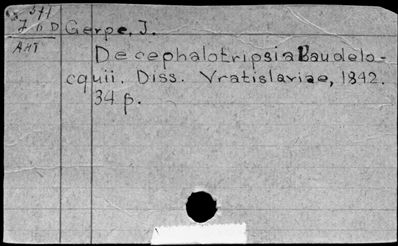 Gerpe, J.
De cephalotripsia Baudelo-
cquii. Diss. Vratislaviae, 1842.
34 p.